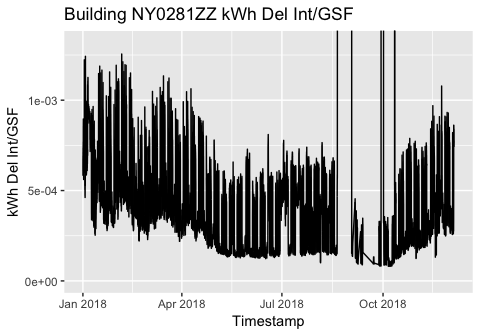 Building NY0281ZZ kWh Del Int/GSF
kWh Del Int/GSF
1e-03
5e-04
0e+00
Jan 2018 Apr 2018 Jul 2018 Oct 2018
Timestamp